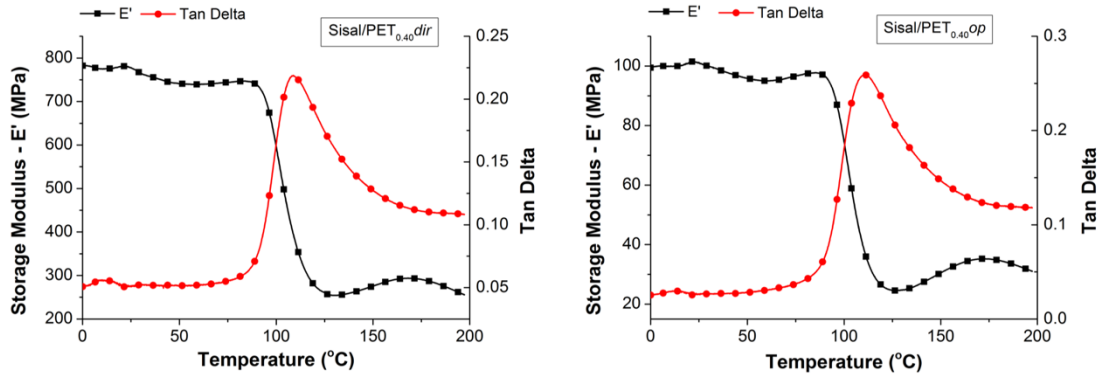 E' Tan Delta
Sisal/PET0.40dir
Storage Modulus - E' (MPa)
800
700
600
500
400
300
200
0.25
0.20
0.15
0.10
0.05
Tan Delta
0 50 100 150 200
Temperature (oC)
E' Tan Delta
Sisal/PET0.40op
Storage Modulus - E' (MPa)
100
80
60
40
20
0.3
0.2
0.1
0.0
Tan Delta
0 50 100 150 200
Temperature (oC)